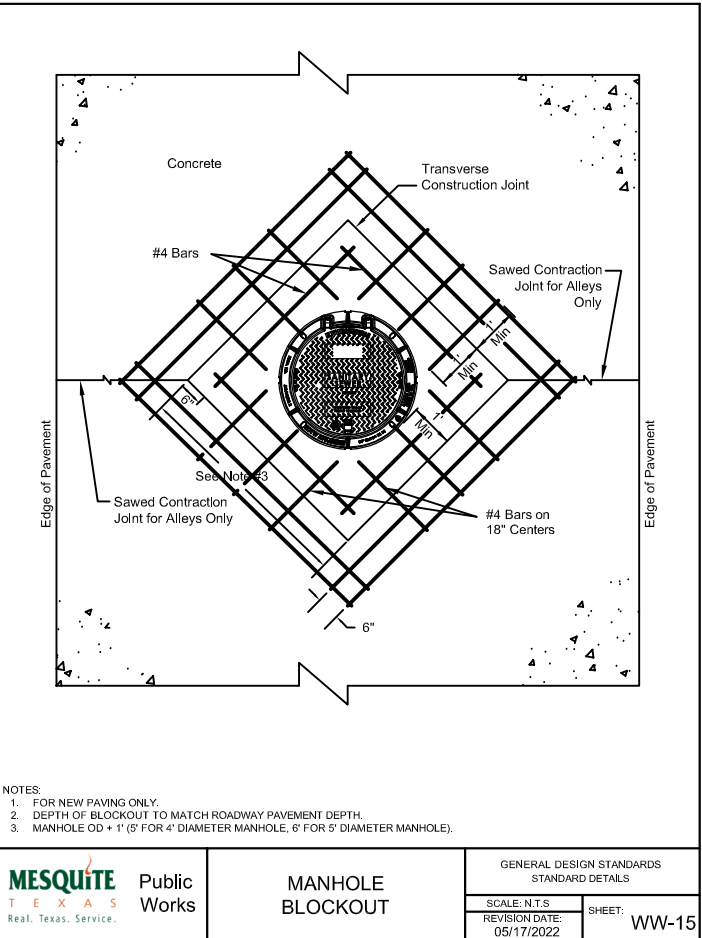 Concrete
Transverse
Construction Joint
#4 Bars
Sawed Contraction
Joint for Alleys
Only
1'
Min
1'
Min
1'
Min
6"
Edge of Pavement
Edge of Pavement
See Note #3
Sawed Contraction
Joint for Alleys Only
#4 Bars on
18" Centers
6"
NOTES:
1. FOR NEW PAVING ONLY.
2. DEPTH OF BLOCKOUT TO MATCH ROADWAY PAVEMENT DEPTH.
3. MANHOLE OD + 1' (5' FOR 4' DIAMETER MANHOLE, 6' FOR 5' DIAMETER MANHOLE).
MESQUITE
TEXAS
Real. Texas. Service.
Public
Works
MANHOLE
BLOCKOUT
GENERAL DESIGN STANDARDS
STANDARD DETAILS
SCALE: N.T.S
REVISION DATE:
05/17/2022
SHEET: WW-15